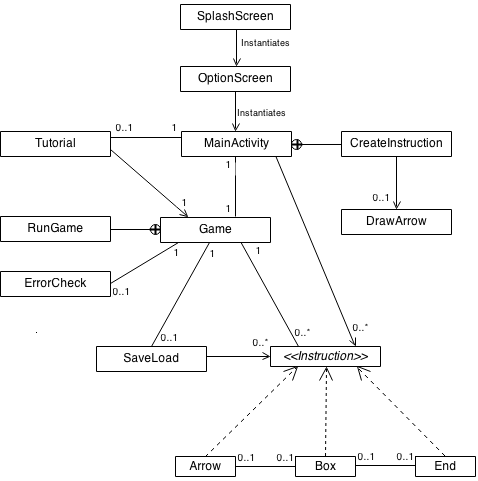 SplashScreen
Instantiates
OptionScreen
Instantiates
Tutorial
0..1
1
MainActivity
CreateInstruction
1
1
1
0..1
DrawArrow
RunGame
Game
ErrorCheck
0..1
1
1
1
0..1
0..*
0..*
0..*
SaveLoad
<<Instruction>>
Arrow
0..1
0..1
Box
0..1
0..1
End